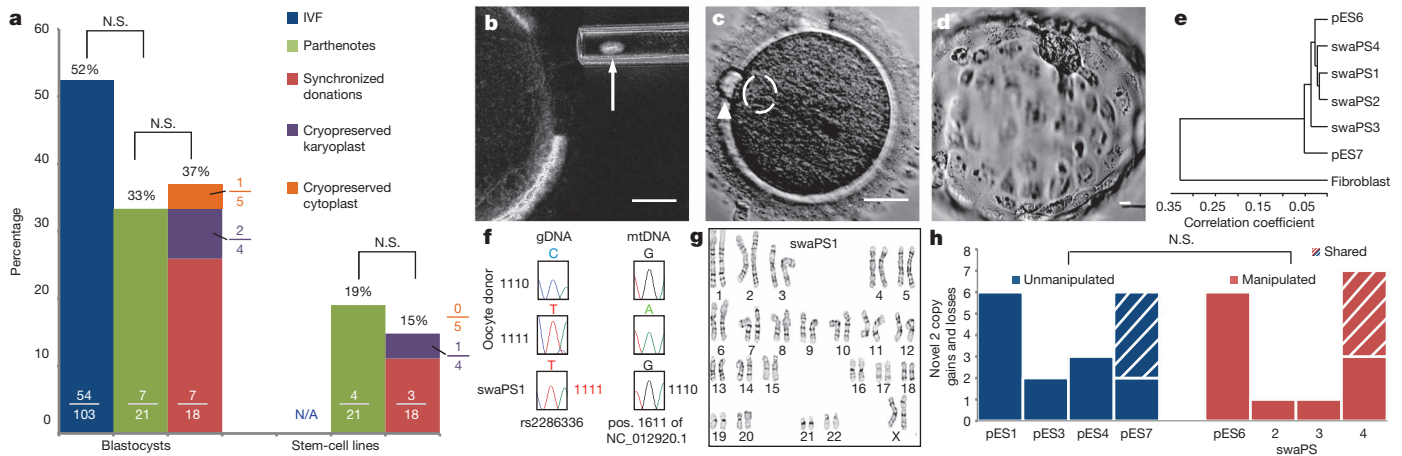 a
60
50
40
30
20
10
0
Percentage
N.S.
52%
N.S.
33%
37%
1
5
2
4
54
103
7
21
7
18
Blastocysts
IVF
Parthenotes
Synchronized
donations
Cryopreserved
karyoplast
Cryopreserved
cytoplast
N.S.
19%
15%
0
5
1
4
N/A
4
21
3
18
Stem-cell lines
b
c
d
e
pES6
swaPS4
swaPS1
swaPS2
swaPS3
pES7
Fibroblast
0.35 0.25 0.15 0.05
Correlation coefficient
f
gDNA mtDNA
Oocyte donor
C G
1110
T A
1111
T G
swaPS1 1111 1110
rs2286336 pos. 1611 of
NC_012920.1
g
swaPS1
1 2 3 4 5
6 7 8 9 10 11 12
13 14 15 16 17 18
19 20 21 22 X
h
N.S.
Shared
Unmanipulated
Manipulated
Novel 2 copy
gains and losses
8
7
6
5
4
3
2
1
0
pES1 pES3 pES4 pES7 pES6 2 3 4
swaPS